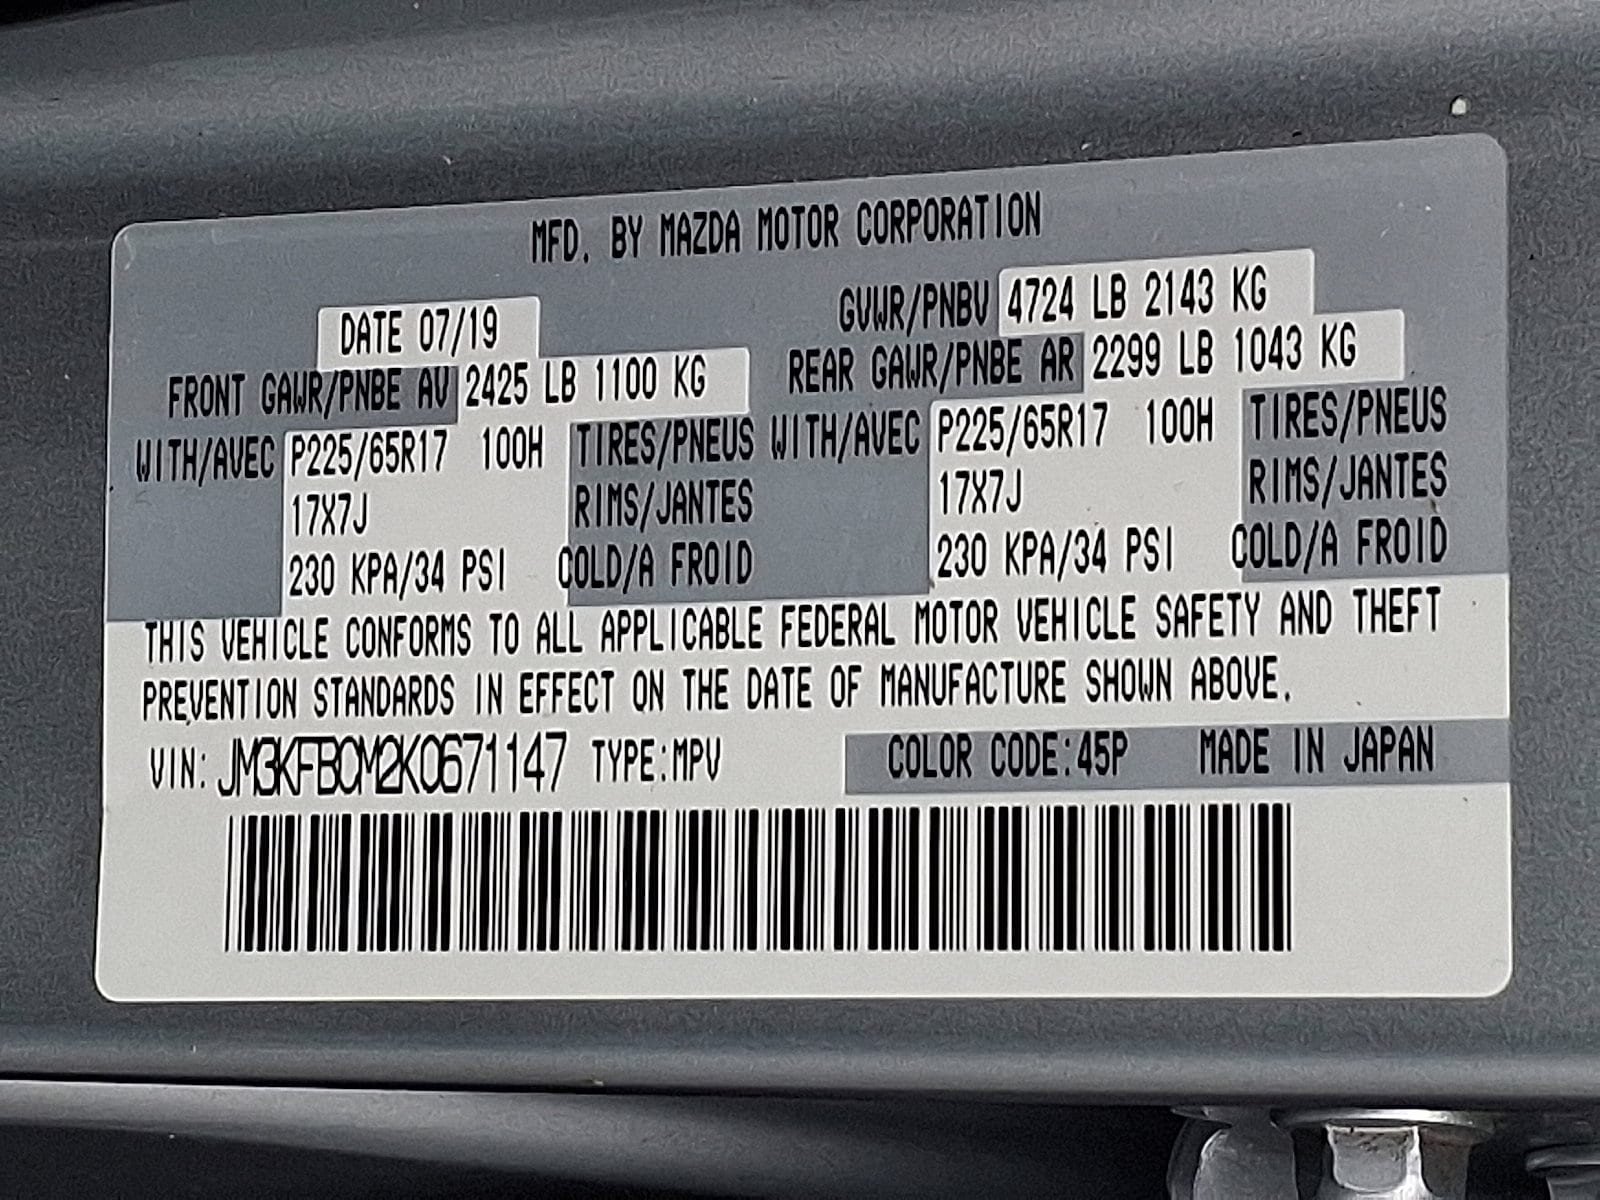 MFD. BY MAZDA MOTOR CORPORATION
DATE 07/19 GVWR/PNBV 4724 LB 2143 KG
FRONT GAWR/PNBE AV 2425 LB 1100 KG REAR GAWR/PNBE AR 2299 LB 1043 KG
WITH/AVEC P225/65R17 100H TIRES/PNEUS WITH/AVEC P225/65R17 100H TIRES/PNEUS
17X7J RIMS/JANTES 17X7J RIMS/JANTES
230 KPA/34 PSI COLD/A FROID 230 KPA/34 PSI COLD/A FROID
THIS VEHICLE CONFORMS TO ALL APPLICABLE FEDERAL MOTOR VEHICLE SAFETY AND THEFT
PREVENTION STANDARDS IN EFFECT ON THE DATE OF MANUFACTURE SHOWN ABOVE.
VIN: JM3KFBCM2K0671147 TYPE:MPV COLOR CODE:45P MADE IN JAPAN